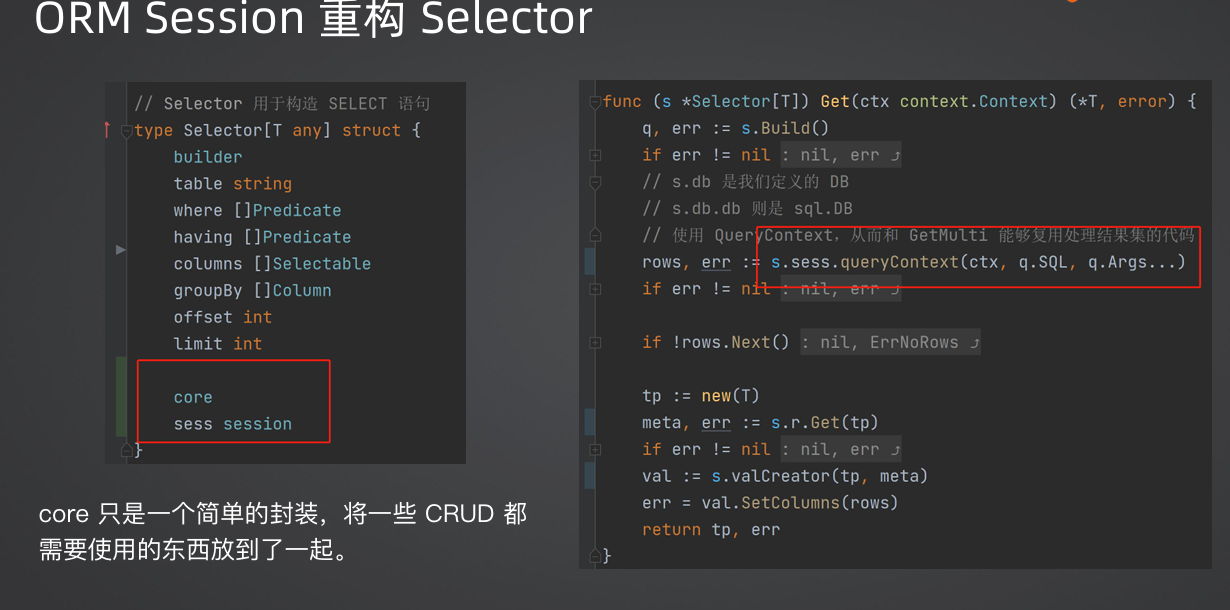 ORM Session 重构 Selector
// Selector 用于构造 SELECT 语句
type Selector[T any] struct {
builder
table string
where []Predicate
having []Predicate
columns []Selectable
groupBy []Column
offset int
limit int
core
sess session
}
core 只是一个简单的封装，将一些 CRUD 都
需要使用的东西放到了一起。
func (s *Selector[T]) Get(ctx context.Context) (*T, error) {
q, err := s.Build()
if err != nil : nil, err ⤴
// s.db 是我们定义的 DB
// s.db.db 则是 sql.DB
// 使用 QueryContext，从而和 GetMulti 能够复用处理结果集的代码
rows, err := s.sess.queryContext(ctx, q.SQL, q.Args...)
if err != nil : nil, err ⤴
if !rows.Next() : nil, ErrNoRows ⤴
tp := new(T)
meta, err := s.r.Get(tp)
if err != nil : nil, err ⤴
val := s.valCreator(tp, meta)
err = val.SetColumns(rows)
return tp, err
}